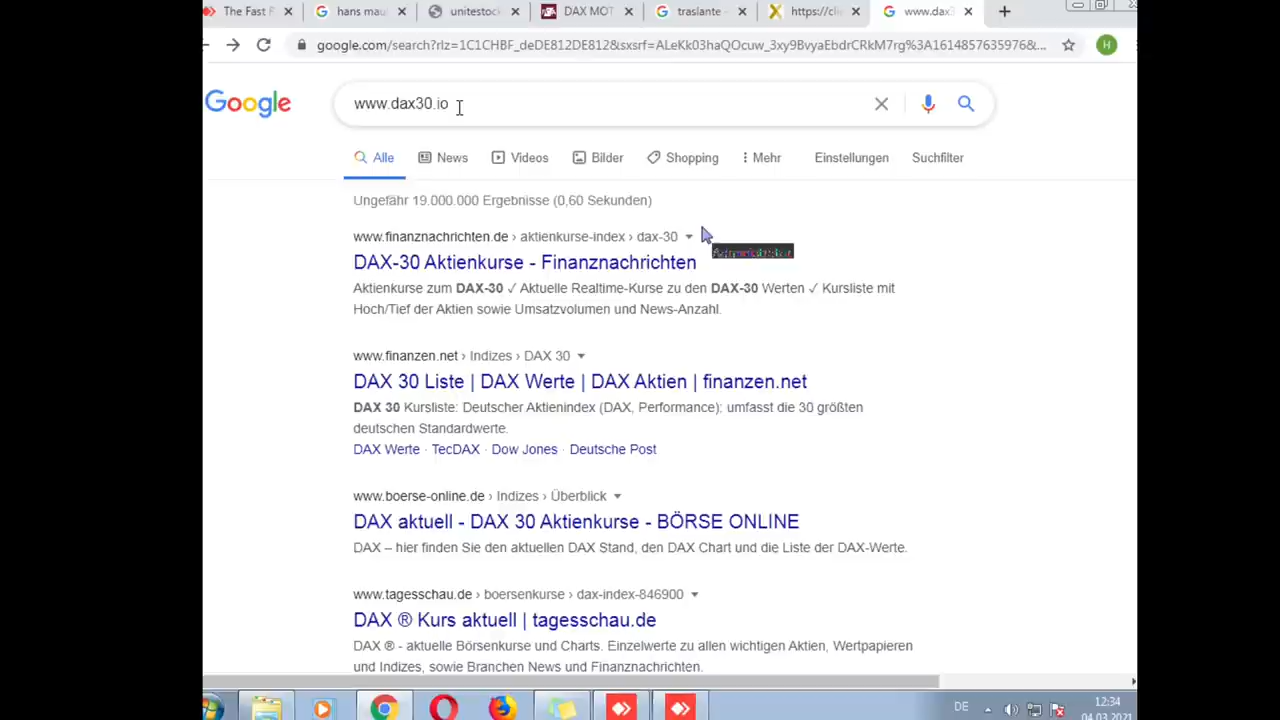 The Fast F
hans mau
unitestock
DAX MOT
traslante -
https://clie
www.dax3
google.com/search?rlz=1C1CHBF_deDE812DE812&sxsrf=ALeKk03haQOcuw_3xy9BvyaEbdrCRkM7rg%3A1614857635976&...
H
Google
www.dax30.io
Alle
News
Videos
Bilder
Shopping
Mehr
Einstellungen
Suchfilter
Ungefähr 19.000.000 Ergebnisse (0,60 Sekunden)
www.finanznachrichten.de › aktienkurse-index › dax-30
DAX-30 Aktienkurse - Finanznachrichten
Aktienkurse zum DAX-30 ✓ Aktuelle Realtime-Kurse zu den DAX-30 Werten ✓ Kursliste mit
Hoch/Tief der Aktien sowie Umsatzvolumen und News-Anzahl.
www.finanzen.net › Indizes › DAX 30
DAX 30 Liste | DAX Werte | DAX Aktien | finanzen.net
DAX 30 Kursliste: Deutscher Aktienindex (DAX, Performance): umfasst die 30 größten
deutschen Standardwerte.
DAX Werte · TecDAX · Dow Jones · Deutsche Post
www.boerse-online.de › Indizes › Überblick
DAX aktuell - DAX 30 Aktienkurse - BÖRSE ONLINE
DAX – hier finden Sie den aktuellen DAX Stand, den DAX Chart und die Liste der DAX-Werte.
www.tagesschau.de › boersenkurse › dax-index-846900
DAX ® Kurs aktuell | tagesschau.de
DAX ® - aktuelle Börsenkurse und Charts. Einzelwerte zu allen wichtigen Aktien, Wertpapieren
und Indizes, sowie Branchen News und Finanznachrichten.
DE
12:34
04.03.2021